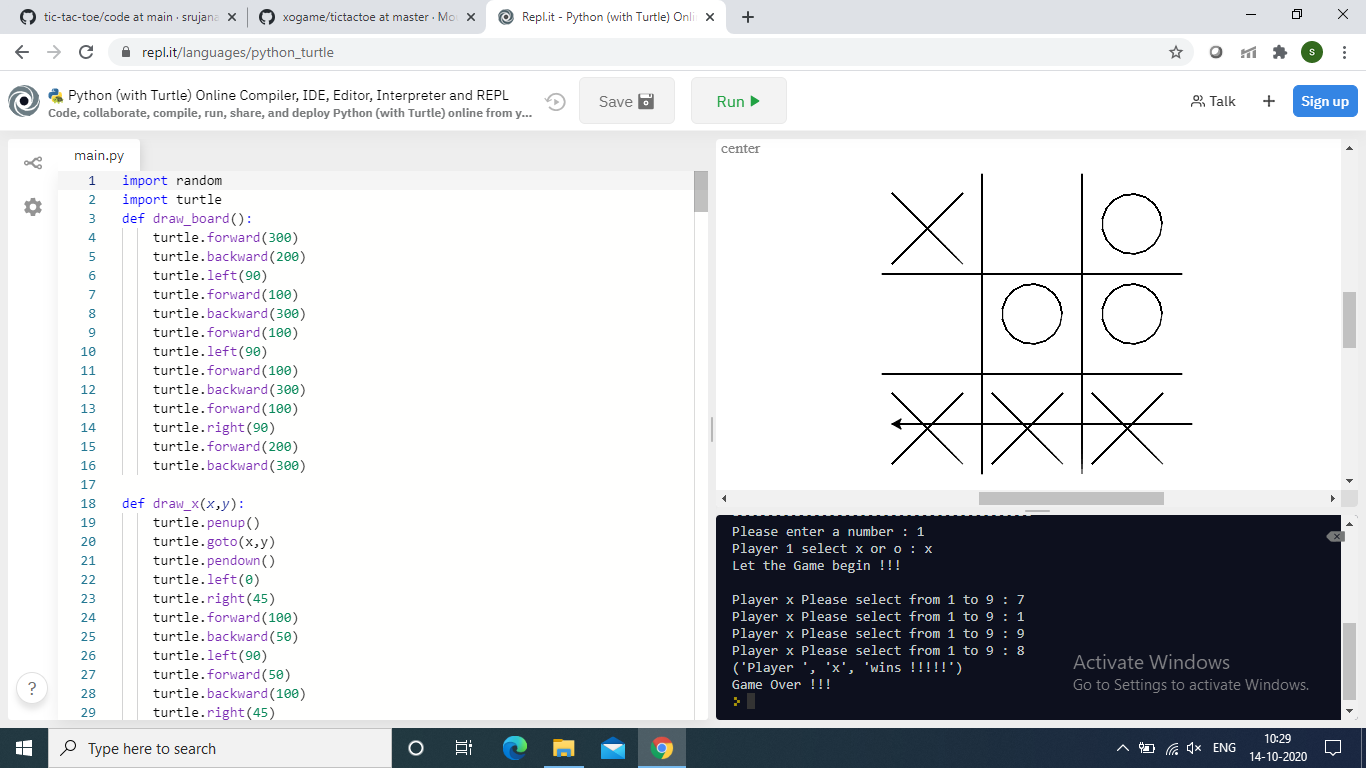 tic-tac-toe/code at main · srujana
xogame/tictactoe at master · Mo
Repl.it - Python (with Turtle) Onli
repl.it/languages/python_turtle
S
Python (with Turtle) Online Compiler, IDE, Editor, Interpreter and REPL
Code, collaborate, compile, run, share, and deploy Python (with Turtle) online from y...
Save
Run
Talk
Sign up
main.py
1 import random
2 import turtle
3 def draw_board():
4 turtle.forward(300)
5 turtle.backward(200)
6 turtle.left(90)
7 turtle.forward(100)
8 turtle.backward(300)
9 turtle.forward(100)
10 turtle.left(90)
11 turtle.forward(100)
12 turtle.backward(300)
13 turtle.forward(100)
14 turtle.right(90)
15 turtle.forward(200)
16 turtle.backward(300)
17
18 def draw_x(x,y):
19 turtle.penup()
20 turtle.goto(x,y)
21 turtle.pendown()
22 turtle.left(0)
23 turtle.right(45)
24 turtle.forward(100)
25 turtle.backward(50)
26 turtle.left(90)
27 turtle.forward(50)
28 turtle.backward(100)
29 turtle.right(45)
?
center
Please enter a number : 1
Player 1 select x or o : x
Let the Game begin !!!
Player x Please select from 1 to 9 : 7
Player x Please select from 1 to 9 : 1
Player x Please select from 1 to 9 : 9
Player x Please select from 1 to 9 : 8
('Player ', 'x', 'wins !!!!!')
Game Over !!!
Activate Windows
Go to Settings to activate Windows.
Type here to search
ENG
10:29
14-10-2020